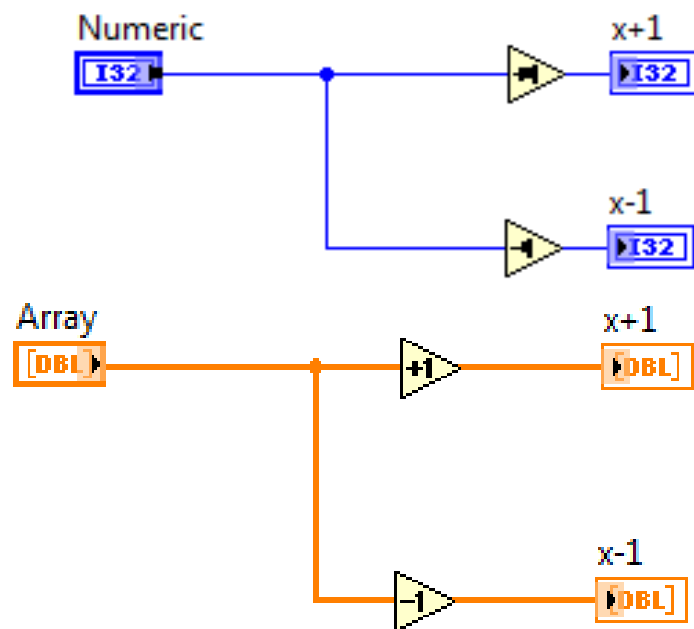 Numeric
x+1
I32
I32
x-1
I32
Array
x+1
[DBL]
+1
[DBL]
x-1
-1
[DBL]